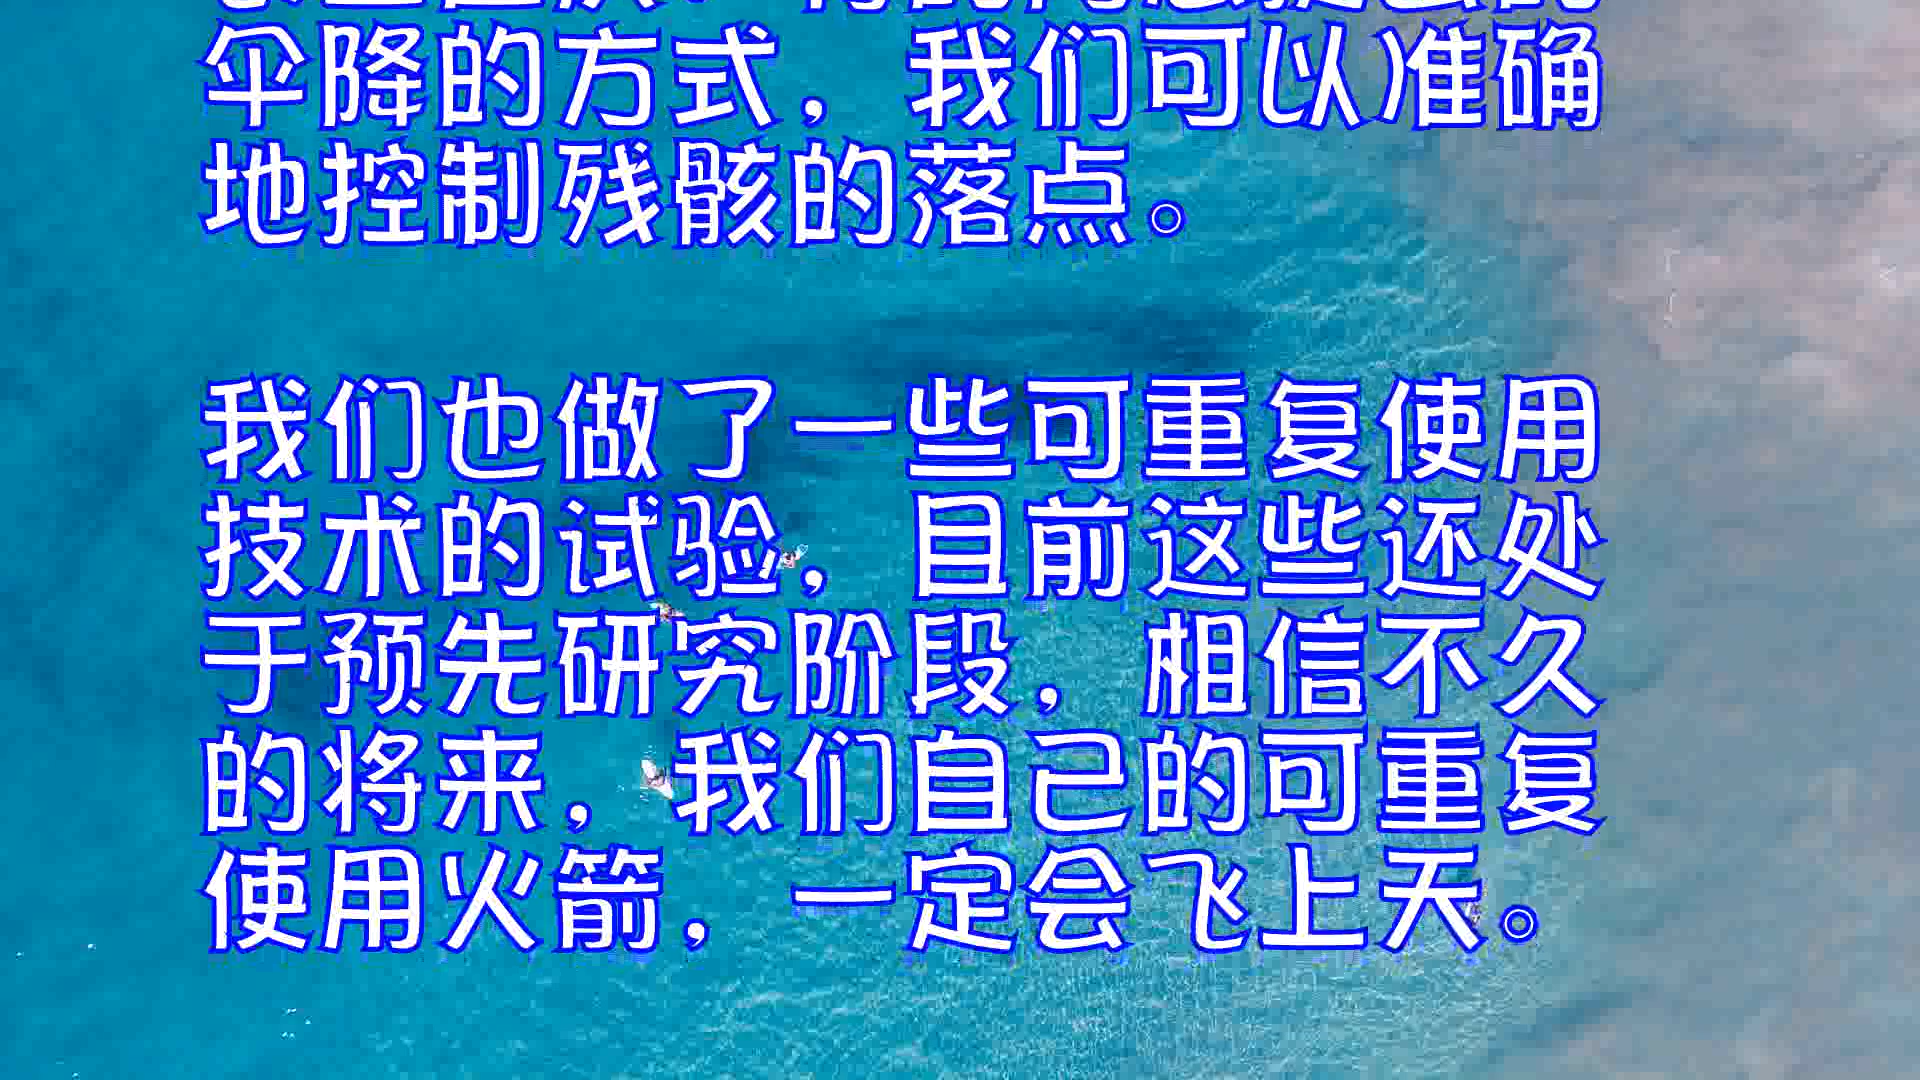 伞降的方式，我们可以准确
地控制残骸的落点。
我们也做了一些可重复使用
技术的试验，目前这些还处
于预先研究阶段，相信不久
的将来，我们自己的可重复
使用火箭，一定会飞上天。